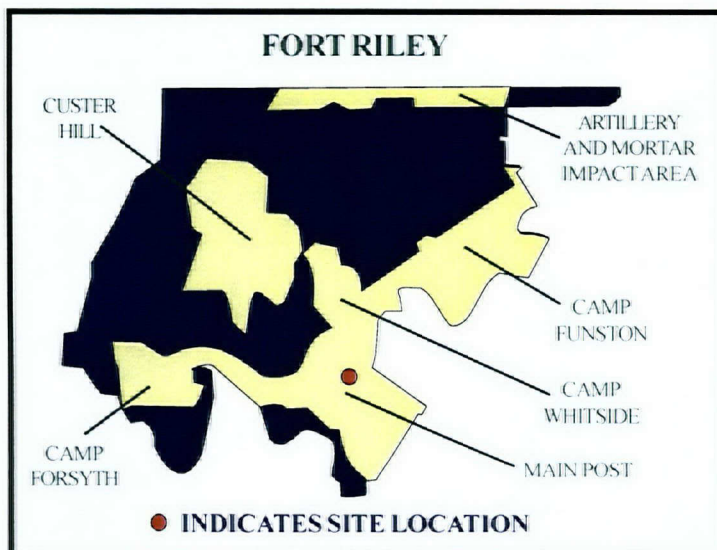 FORT RILEY
CUSTER
HILL
ARTILLERY
AND MORTAR
IMPACT AREA
CAMP
FUNSTON
CAMP
WHITSIDE
CAMP
FORSYTH
MAIN POST
INDICATES SITE LOCATION